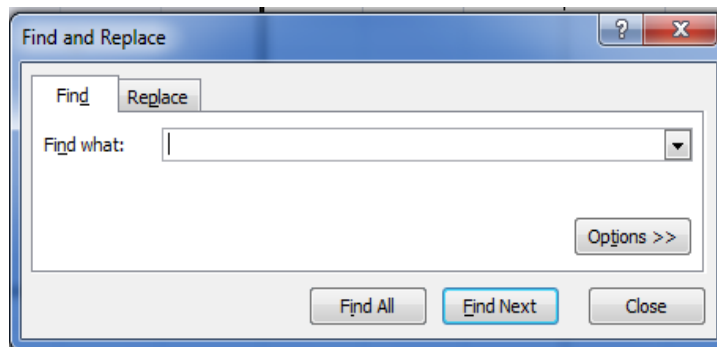 Find and Replace
Find Replace
Find what:
Options >>
Find All Find Next Close